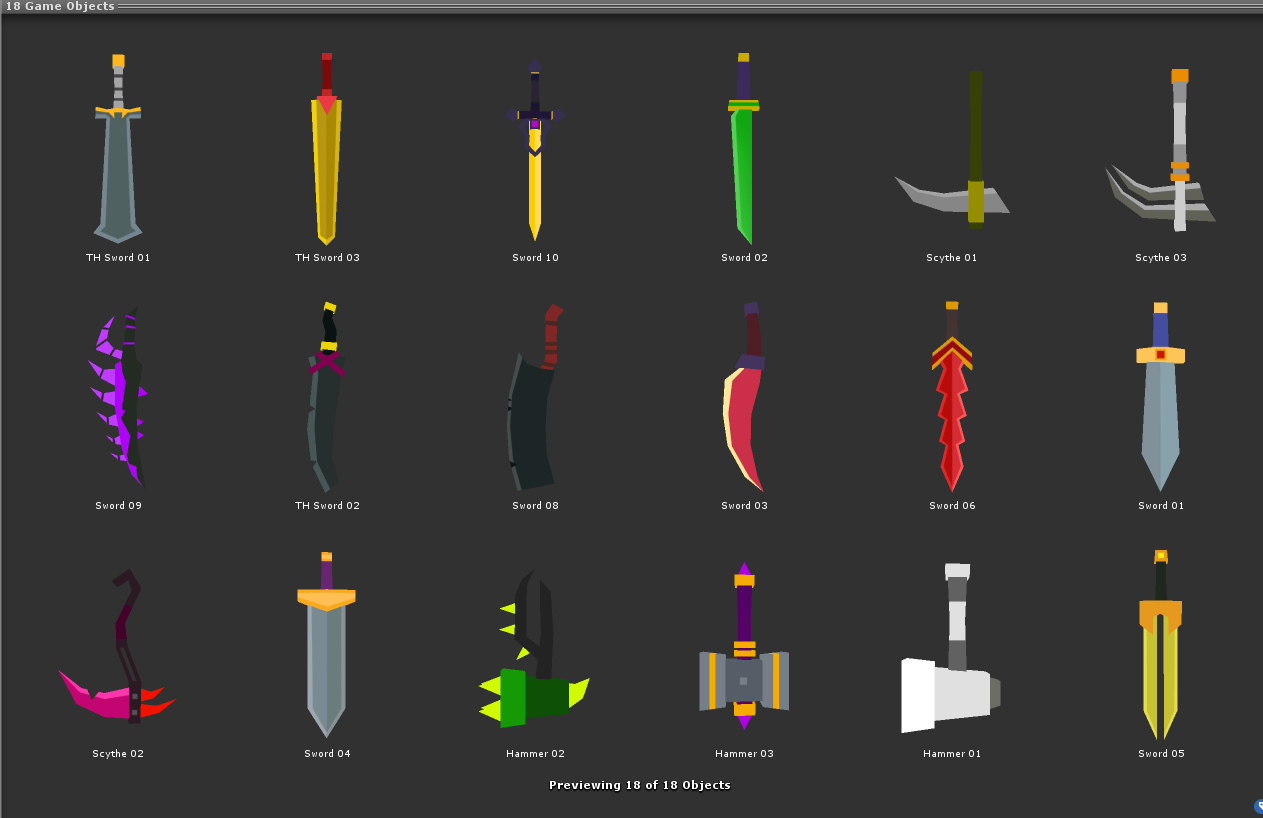 18 Game Objects
TH Sword 01
TH Sword 03
Sword 10
Sword 02
Scythe 01
Scythe 03
Sword 09
TH Sword 02
Sword 08
Sword 03
Sword 06
Sword 01
Scythe 02
Sword 04
Hammer 02
Hammer 03
Hammer 01
Sword 05
Previewing 18 of 18 Objects